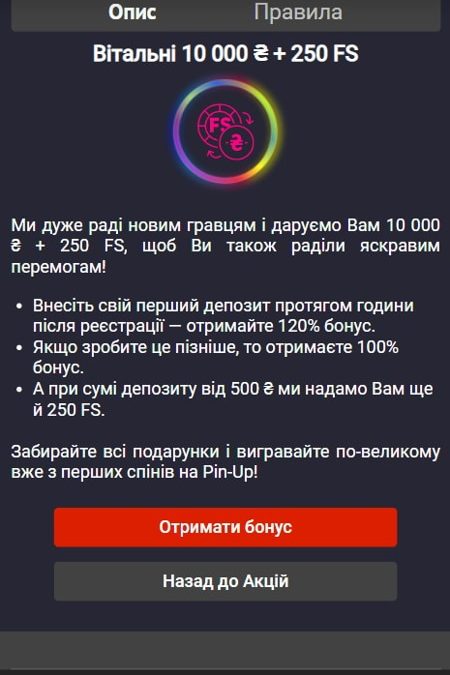 Опис Правила
Вітальні 10 000 ₴ + 250 FS
FS
₴
Ми дуже раді новим гравцям і даруємо Вам 10 000
₴ + 250 FS, щоб Ви також раділи яскравим
перемогам!
• Внесіть свій перший депозит протягом години
після реєстрації — отримайте 120% бонус.
• Якщо зробите це пізніше, то отримаєте 100%
бонус.
• А при сумі депозиту від 500 ₴ ми надамо Вам ще
й 250 FS.
Забирайте всі подарунки і вигравайте по-великому
вже з перших спінів на Pin-Up!
Отримати бонус
Назад до Акцій